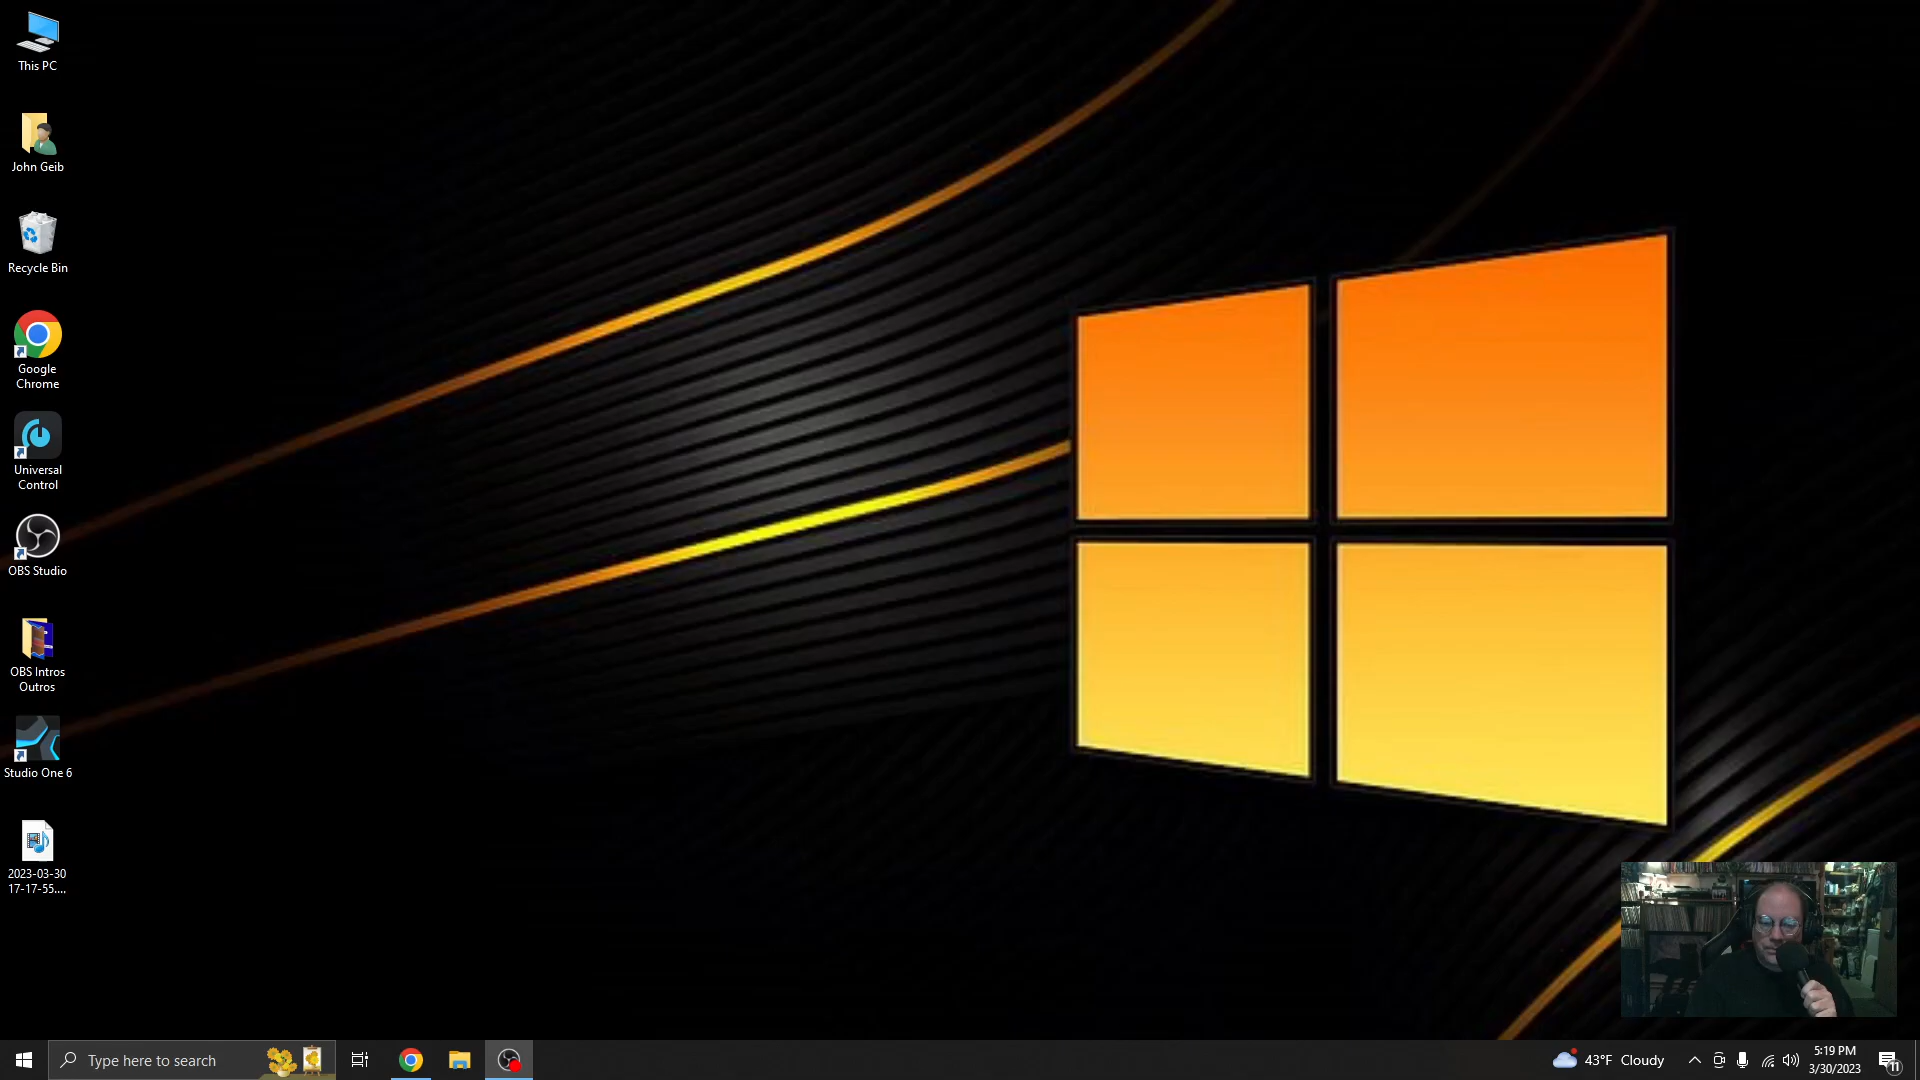 This PC
John Geib
Recycle Bin
Google
Chrome
Universal
Control
OBS Studio
OBS Intros
Outros
Studio One 6
2023-03-30
17-17-55....
Type here to search
43°F Cloudy
5:19 PM
3/30/2023
11